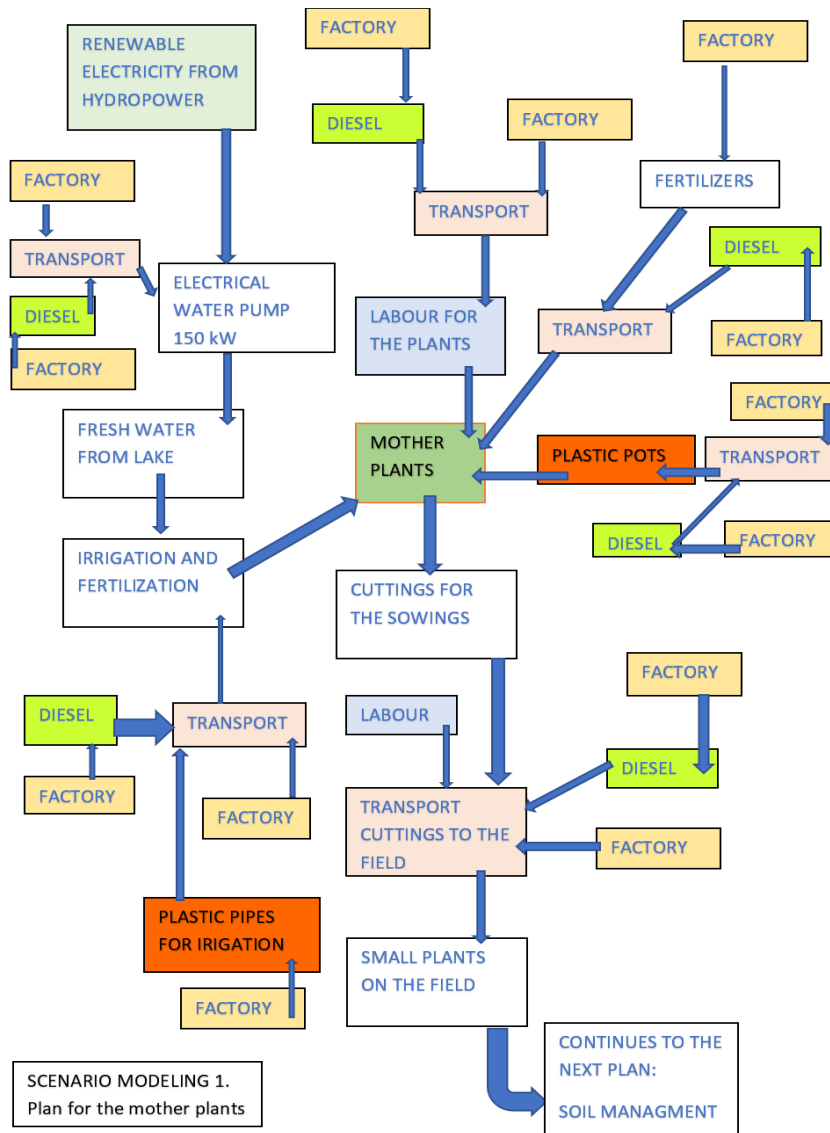 FACTORY
RENEWABLE
ELECTRICITY FROM
HYDROPOWER
FACTORY
DIESEL
FACTORY
FACTORY
FERTILIZERS
TRANSPORT
TRANSPORT
DIESEL
ELECTRICAL
WATER PUMP
150 kW
DIESEL
FACTORY
LABOUR FOR
THE PLANTS
TRANSPORT
FACTORY
FACTORY
FRESH WATER
FROM LAKE
MOTHER
PLANTS
PLASTIC POTS
TRANSPORT
IRRIGATION AND
FERTILIZATION
DIESEL
FACTORY
CUTTINGS FOR
THE SOWINGS
FACTORY
DIESEL
TRANSPORT
LABOUR
DIESEL
FACTORY
FACTORY
TRANSPORT
CUTTINGS TO THE
FIELD
FACTORY
PLASTIC PIPES
FOR IRIGATION
SMALL PLANTS
ON THE FIELD
FACTORY
CONTINUES TO THE
NEXT PLAN:
SOIL MANAGMENT
SCENARIO MODELING 1.
Plan for the mother plants